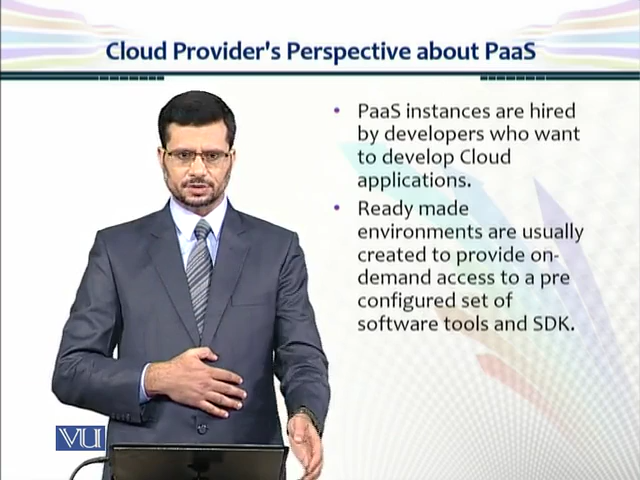 Cloud Provider's Perspective about PaaS
• PaaS instances are hired
by developers who want
to develop Cloud
applications.
• Ready made
environments are usually
created to provide on-
demand access to a pre
configured set of
software tools and SDK.
VU